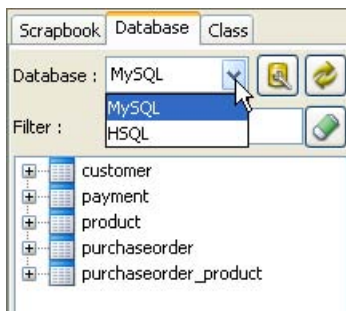 Scrapbook Database Class
Database : MySQL
MySQL
Filter :
HSQL
customer
payment
product
purchaseorder
purchaseorder_product